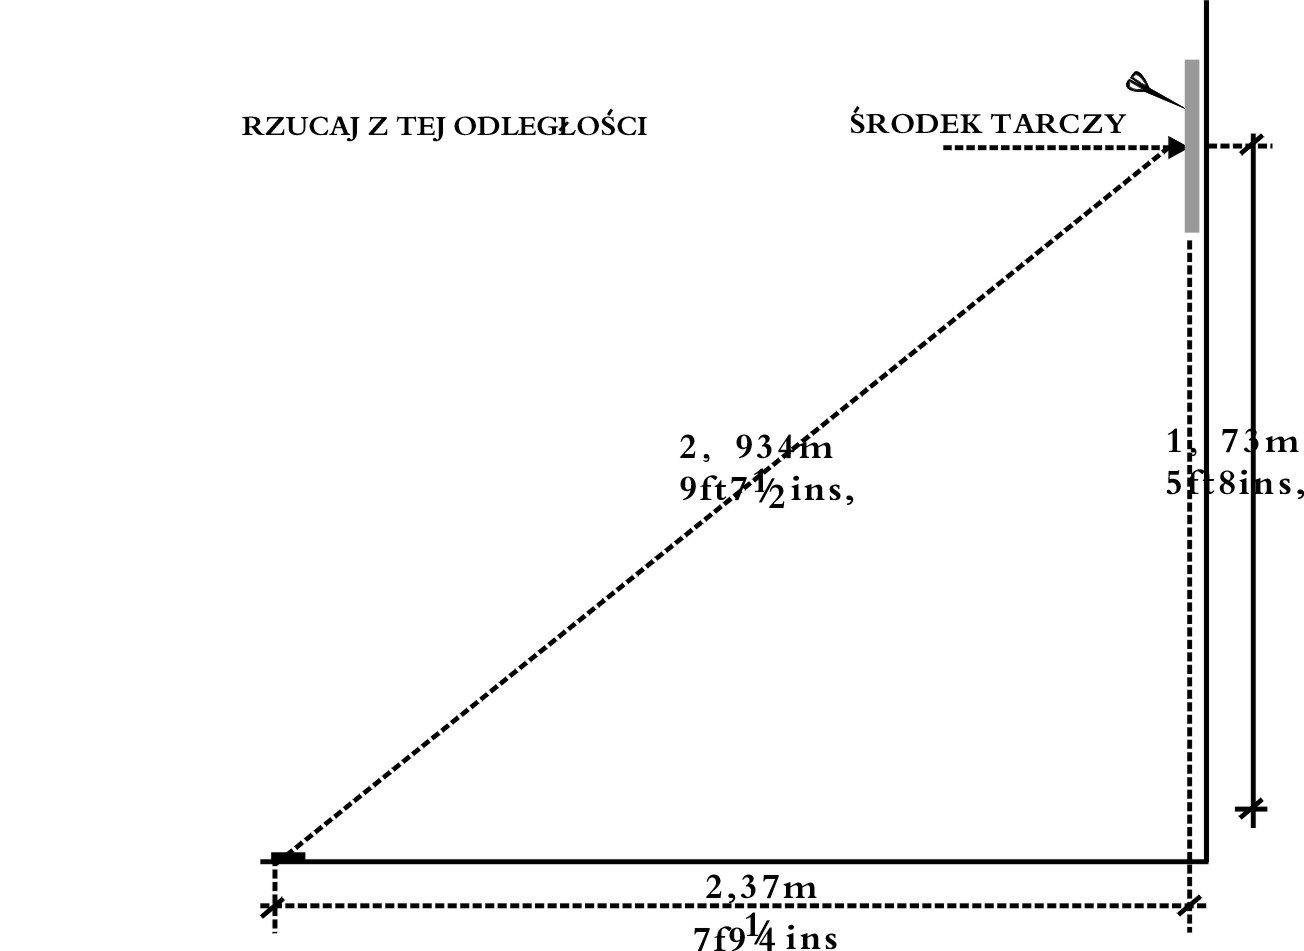 RZUCAJ Z TEJ ODLEGŁOŚCI
ŚRODEK TARCZY
2, 934m
9ft7½ins,
1, 73m
5ft8ins,
2,37m
7f9¼ ins